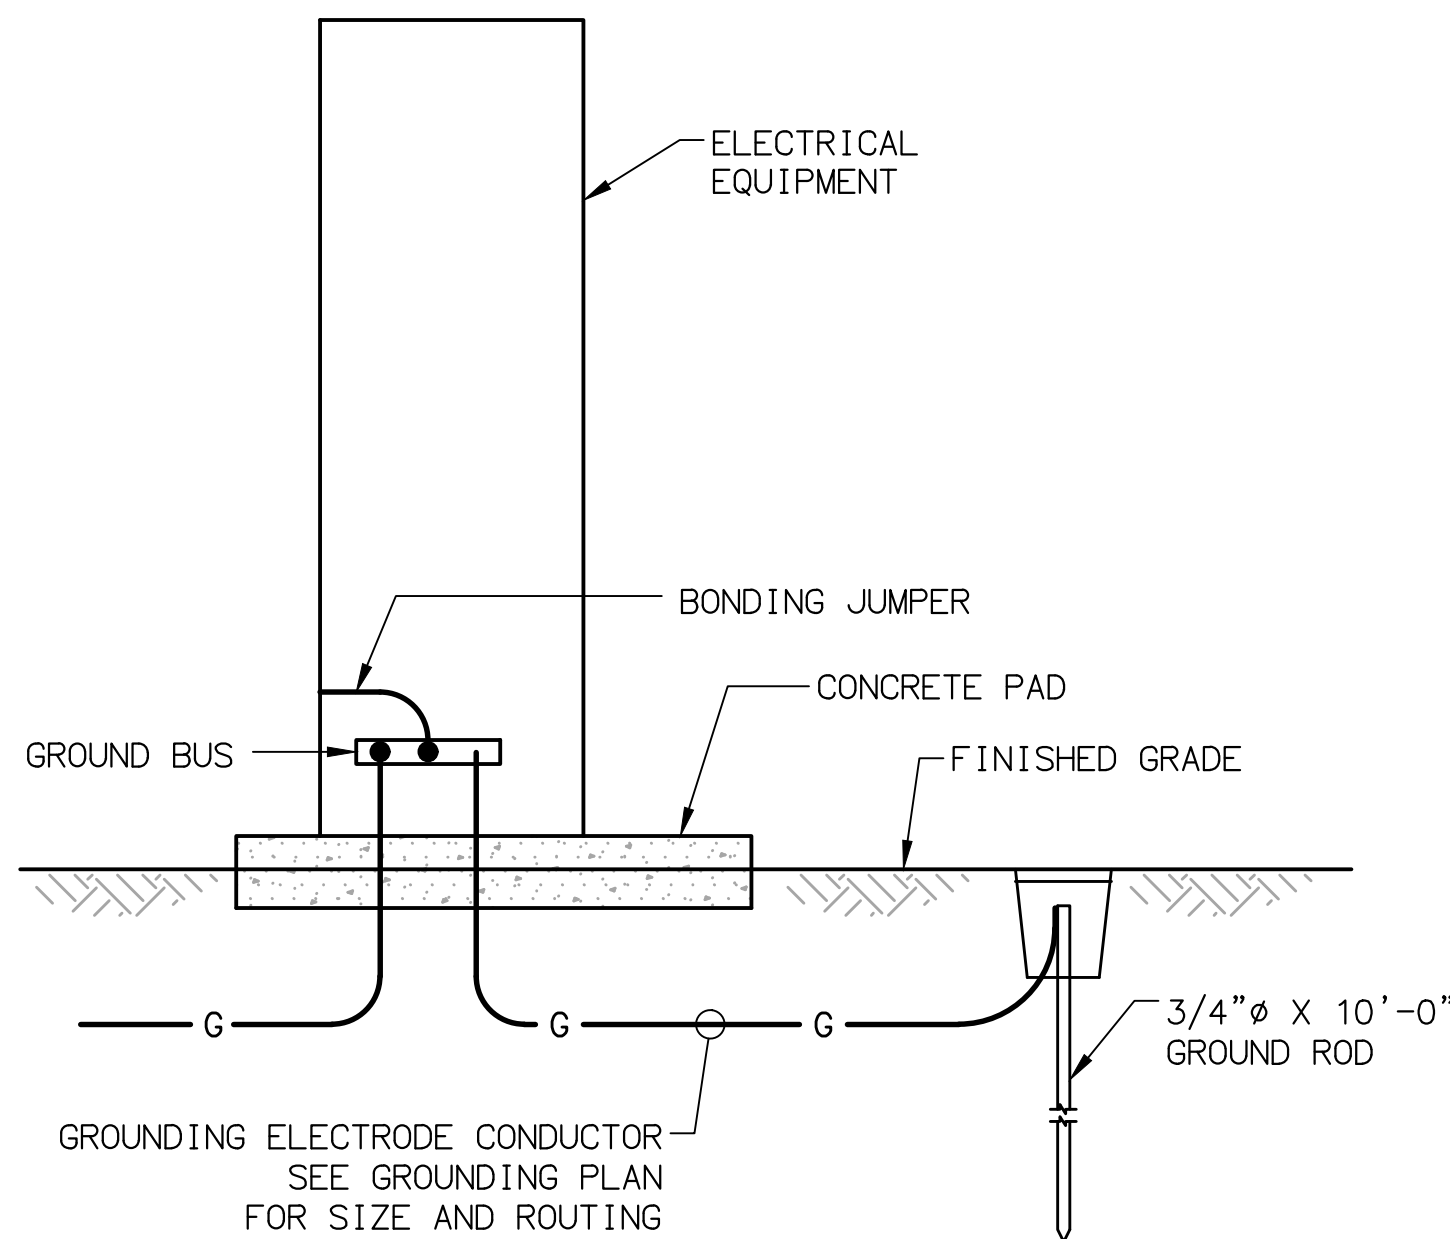 ELECTRICAL
EQUIPMENT
BONDING JUMPER
CONCRETE PAD
GROUND BUS
FINISHED GRADE
3/4"ø X 10'-0"
GROUND ROD
G
G
G
GROUNDING ELECTRODE CONDUCTOR
SEE GROUNDING PLAN
FOR SIZE AND ROUTING